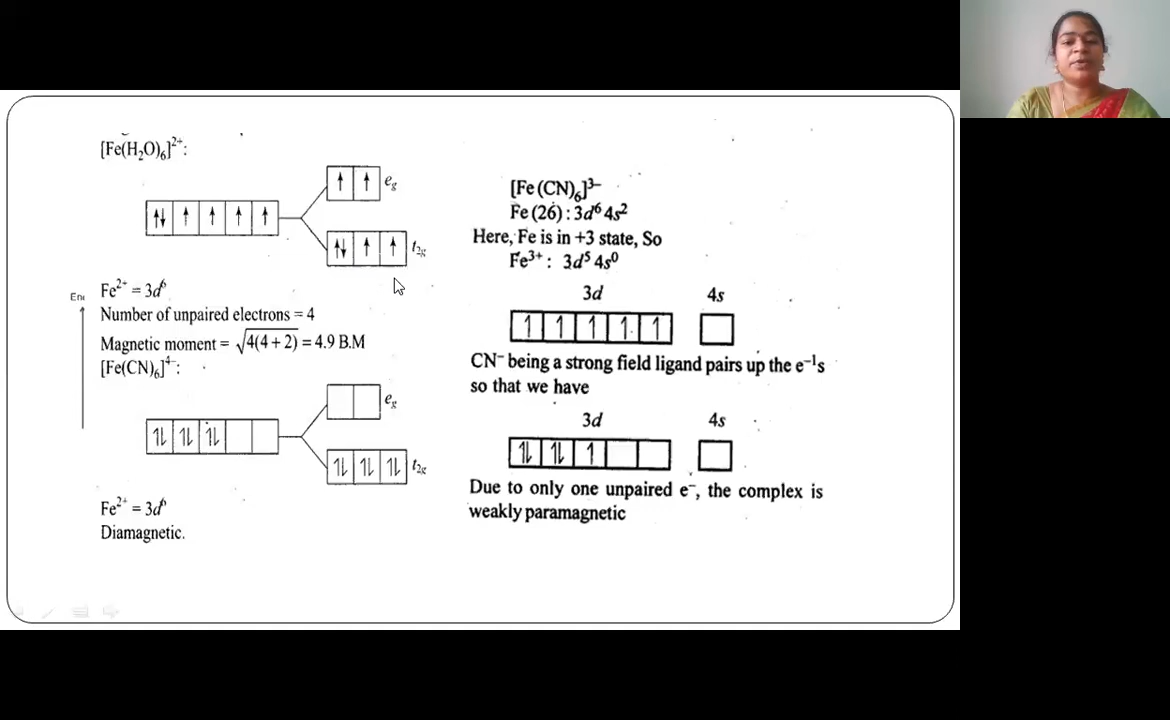 [Fe(H₂O)₆]²⁺:
e_g
t₂g
Fe²⁺ = 3d⁶
Number of unpaired electrons = 4
Magnetic moment = √4(4 + 2) = 4.9 B.M
[Fe(CN)₆]⁴⁻:
Ene
e_g
t₂g
Fe²⁺ = 3d⁶
Diamagnetic.
[Fe (CN)₆]³⁻
Fe (26) : 3d⁶ 4s²
Here, Fe is in +3 state, So
Fe³⁺ : 3d⁵ 4s⁰
3d 4s
CN⁻ being a strong field ligand pairs up the e⁻¹s
so that we have
3d 4s
Due to only one unpaired e⁻, the complex is
weakly paramagnetic